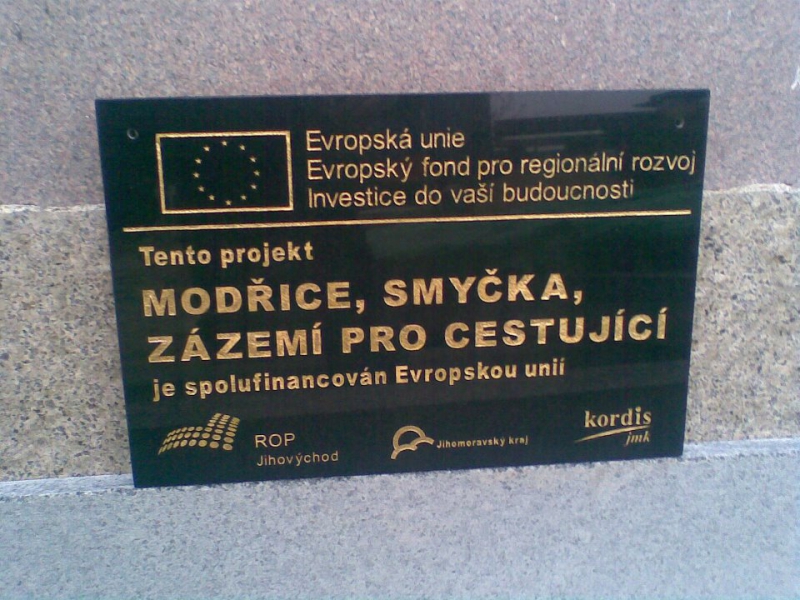 Evropská unie
Evropský fond pro regionální rozvoj
Investice do vaší budoucnosti
Tento projekt
MODŘICE, SMYČKA,
ZÁZEMÍ PRO CESTUJÍCÍ
je spolufinancován Evropskou unií
ROP
Jihovýchod
Jihomoravský kraj
kordis
jmk